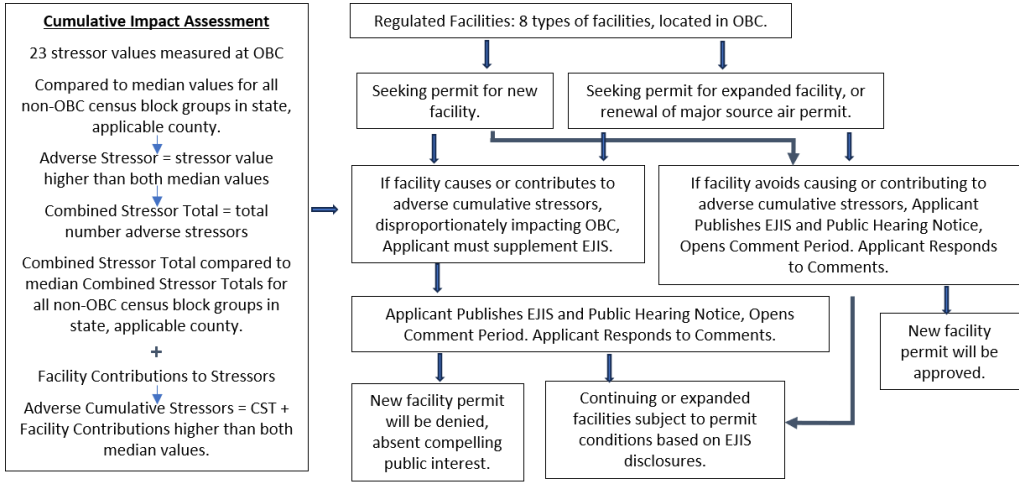 Cumulative Impact Assessment
23 stressor values measured at OBC
Compared to median values for all
non-OBC census block groups in state,
applicable county.
Adverse Stressor = stressor value
higher than both median values
Combined Stressor Total = total
number adverse stressors
Combined Stressor Total compared to
median Combined Stressor Totals for
all non-OBC census block groups in
state, applicable county.
+
Facility Contributions to Stressors
Adverse Cumulative Stressors = CST +
Facility Contributions higher than both
median values.
Regulated Facilities: 8 types of facilities, located in OBC.
Seeking permit for new
facility.
Seeking permit for expanded facility, or
renewal of major source air permit.
If facility causes or contributes to
adverse cumulative stressors,
disproportionately impacting OBC,
Applicant must supplement EJIS.
If facility avoids causing or contributing to
adverse cumulative stressors, Applicant
Publishes EJIS and Public Hearing Notice,
Opens Comment Period. Applicant Responds
to Comments.
Applicant Publishes EJIS and Public Hearing Notice, Opens
Comment Period. Applicant Responds to Comments.
New facility
permit will be
approved.
New facility permit
will be denied,
absent compelling
public interest.
Continuing or expanded
facilities subject to permit
conditions based on EJIS
disclosures.